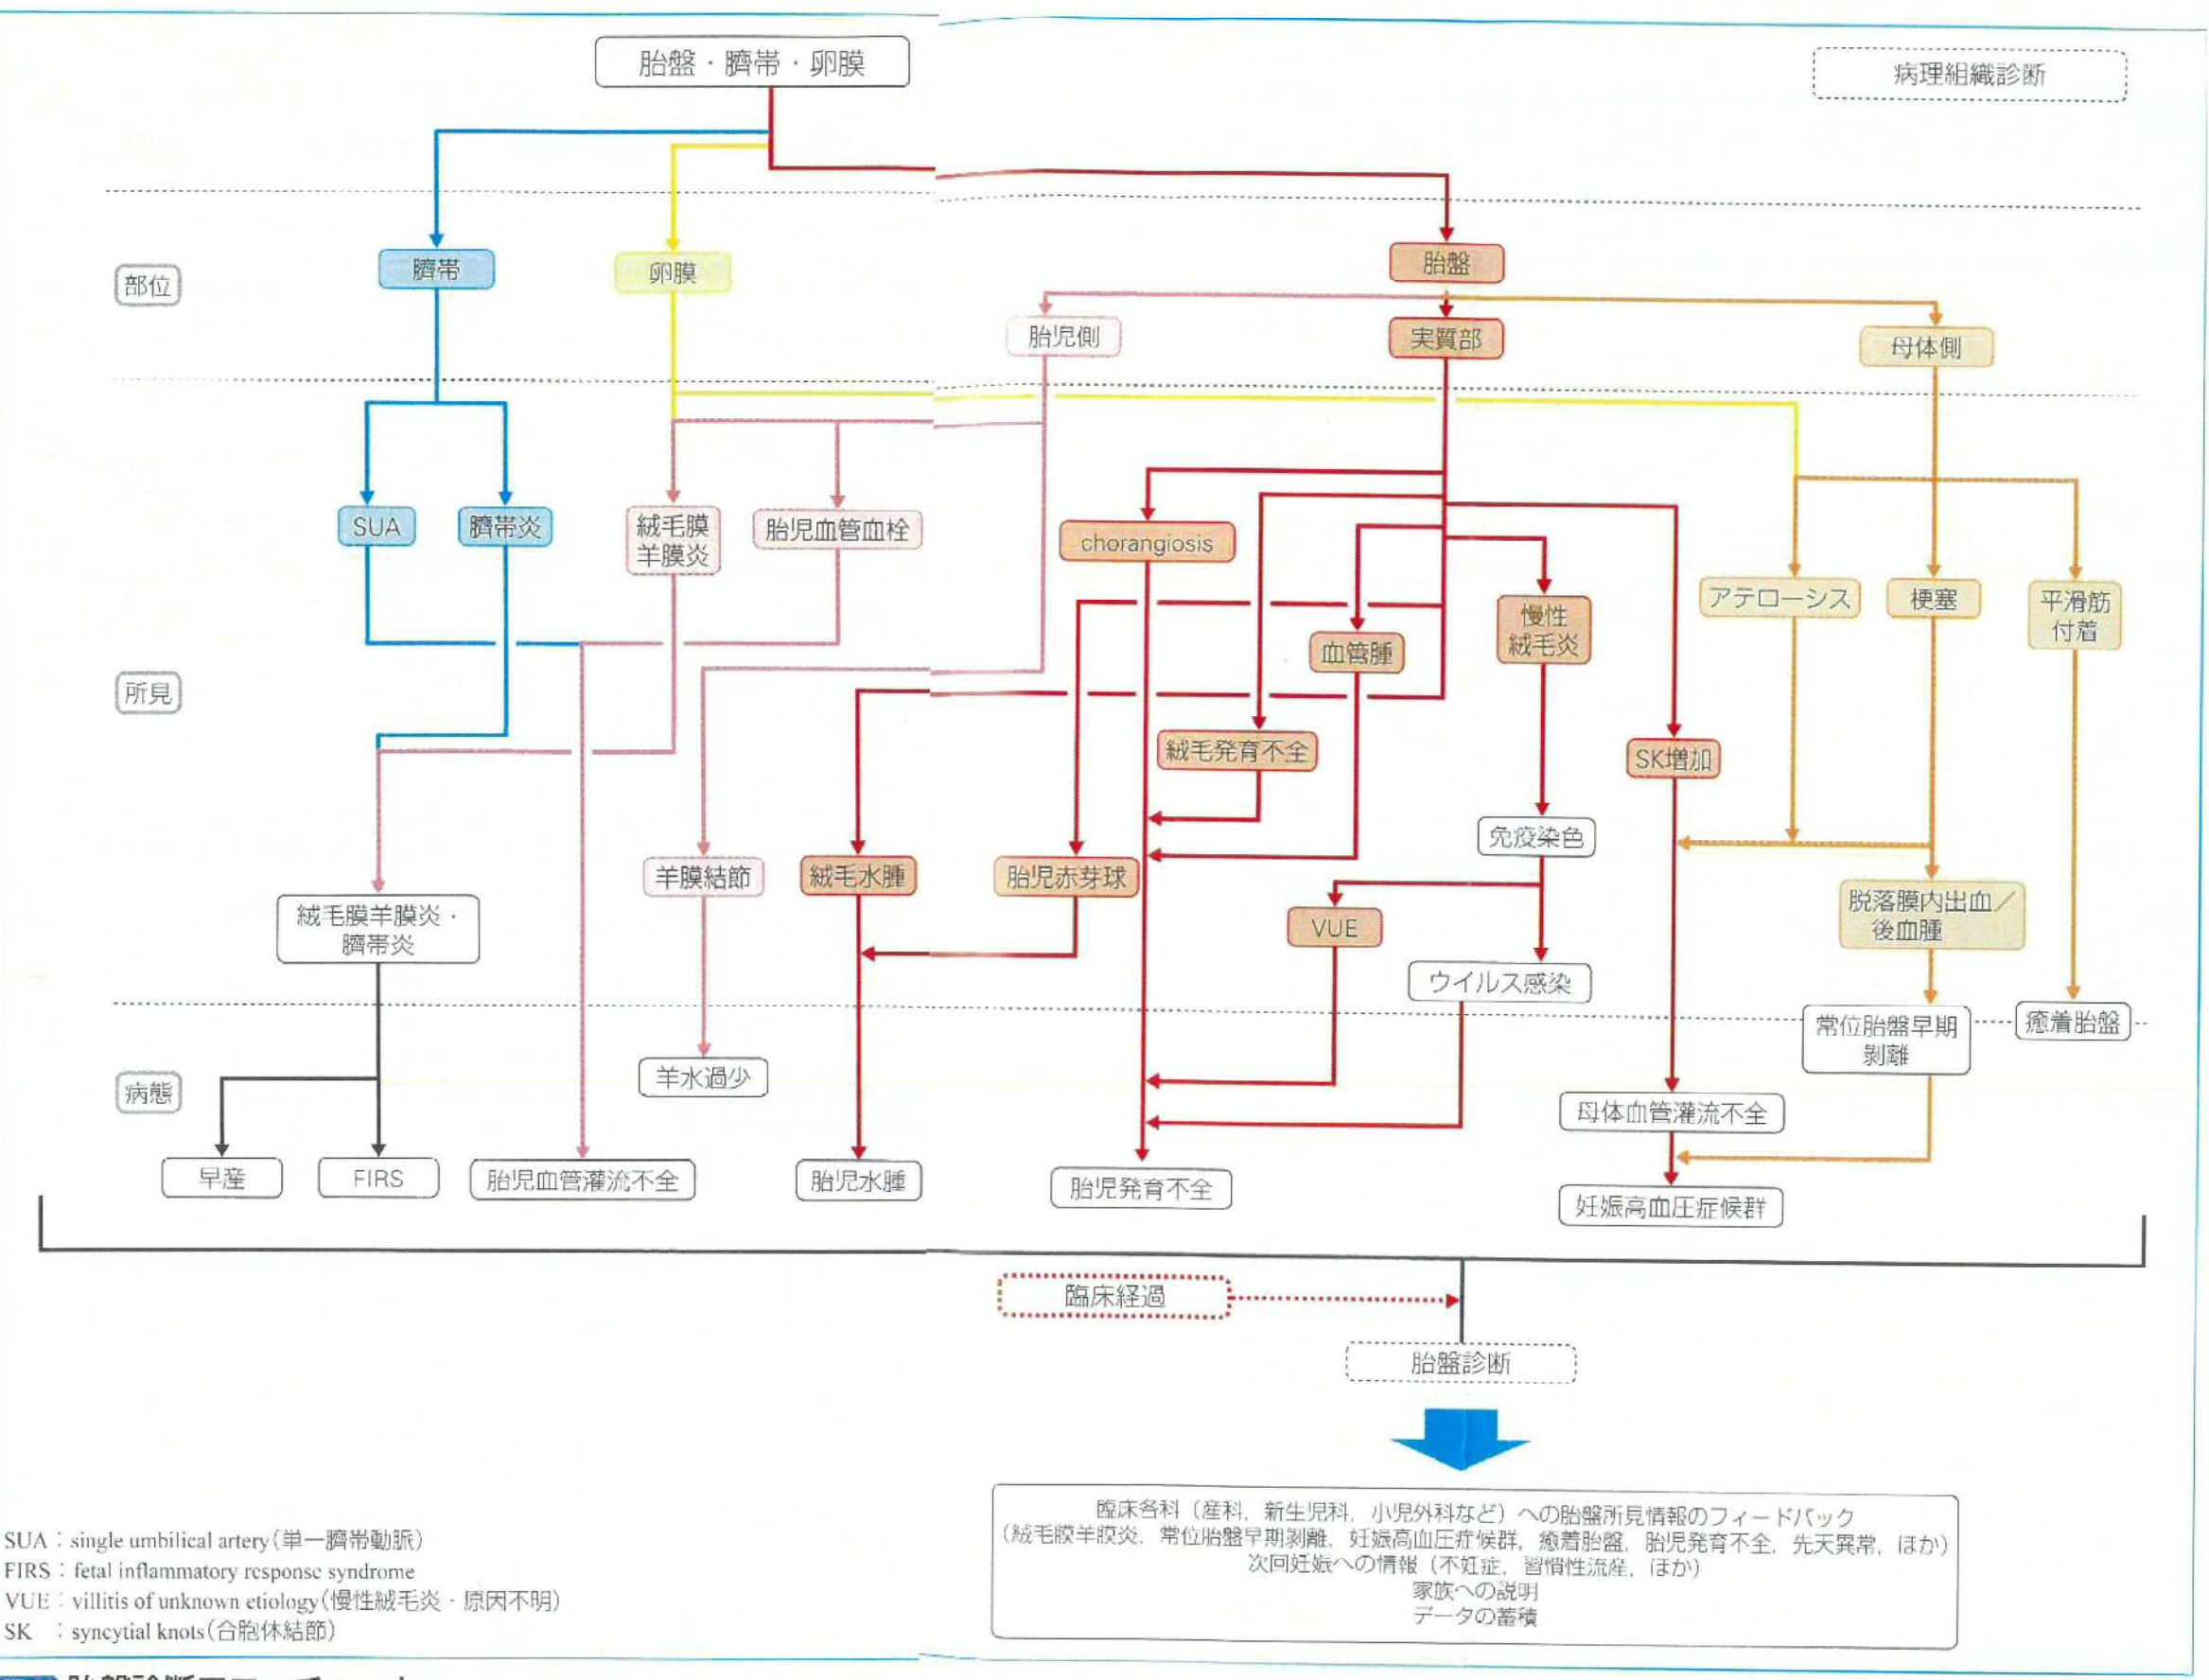 胎盤・臍帯・卵膜
病理組織診断
部位
臍帯
卵膜
胎盤
胎児側
実質部
母体側
所見
SUA
臍帯炎
絨毛膜
羊膜炎
胎児血管血栓
chorangiosis
血管腫
慢性
絨毛炎
アテローシス
梗塞
平滑筋
付着
絨毛発育不全
SK増加
免疫染色
羊膜結節
絨毛水腫
胎児赤芽球
絨毛膜羊膜炎・
臍帯炎
VUE
脱落膜内出血／
後血腫
ウイルス感染
常位胎盤早期
剝離
癒着胎盤
病態
羊水過少
母体血管灌流不全
早産
FIRS
胎児血管灌流不全
胎児水腫
胎児発育不全
妊娠高血圧症候群
臨床経過
胎盤診断
臨床各科（産科，新生児科，小児外科など）への胎盤所見情報のフィードバック
（絨毛膜羊膜炎，常位胎盤早期剝離，妊娠高血圧症候群，癒着胎盤，胎児発育不全，先天異常，ほか）
次回妊娠への情報（不妊症，習慣性流産，ほか）
家族への説明
データの蓄積
SUA：single umbilical artery（単一臍帯動脈）
FIRS：fetal inflammatory response syndrome
VUE：villitis of unknown etiology（慢性絨毛炎・原因不明）
SK ：syncytial knots（合胞体結節）